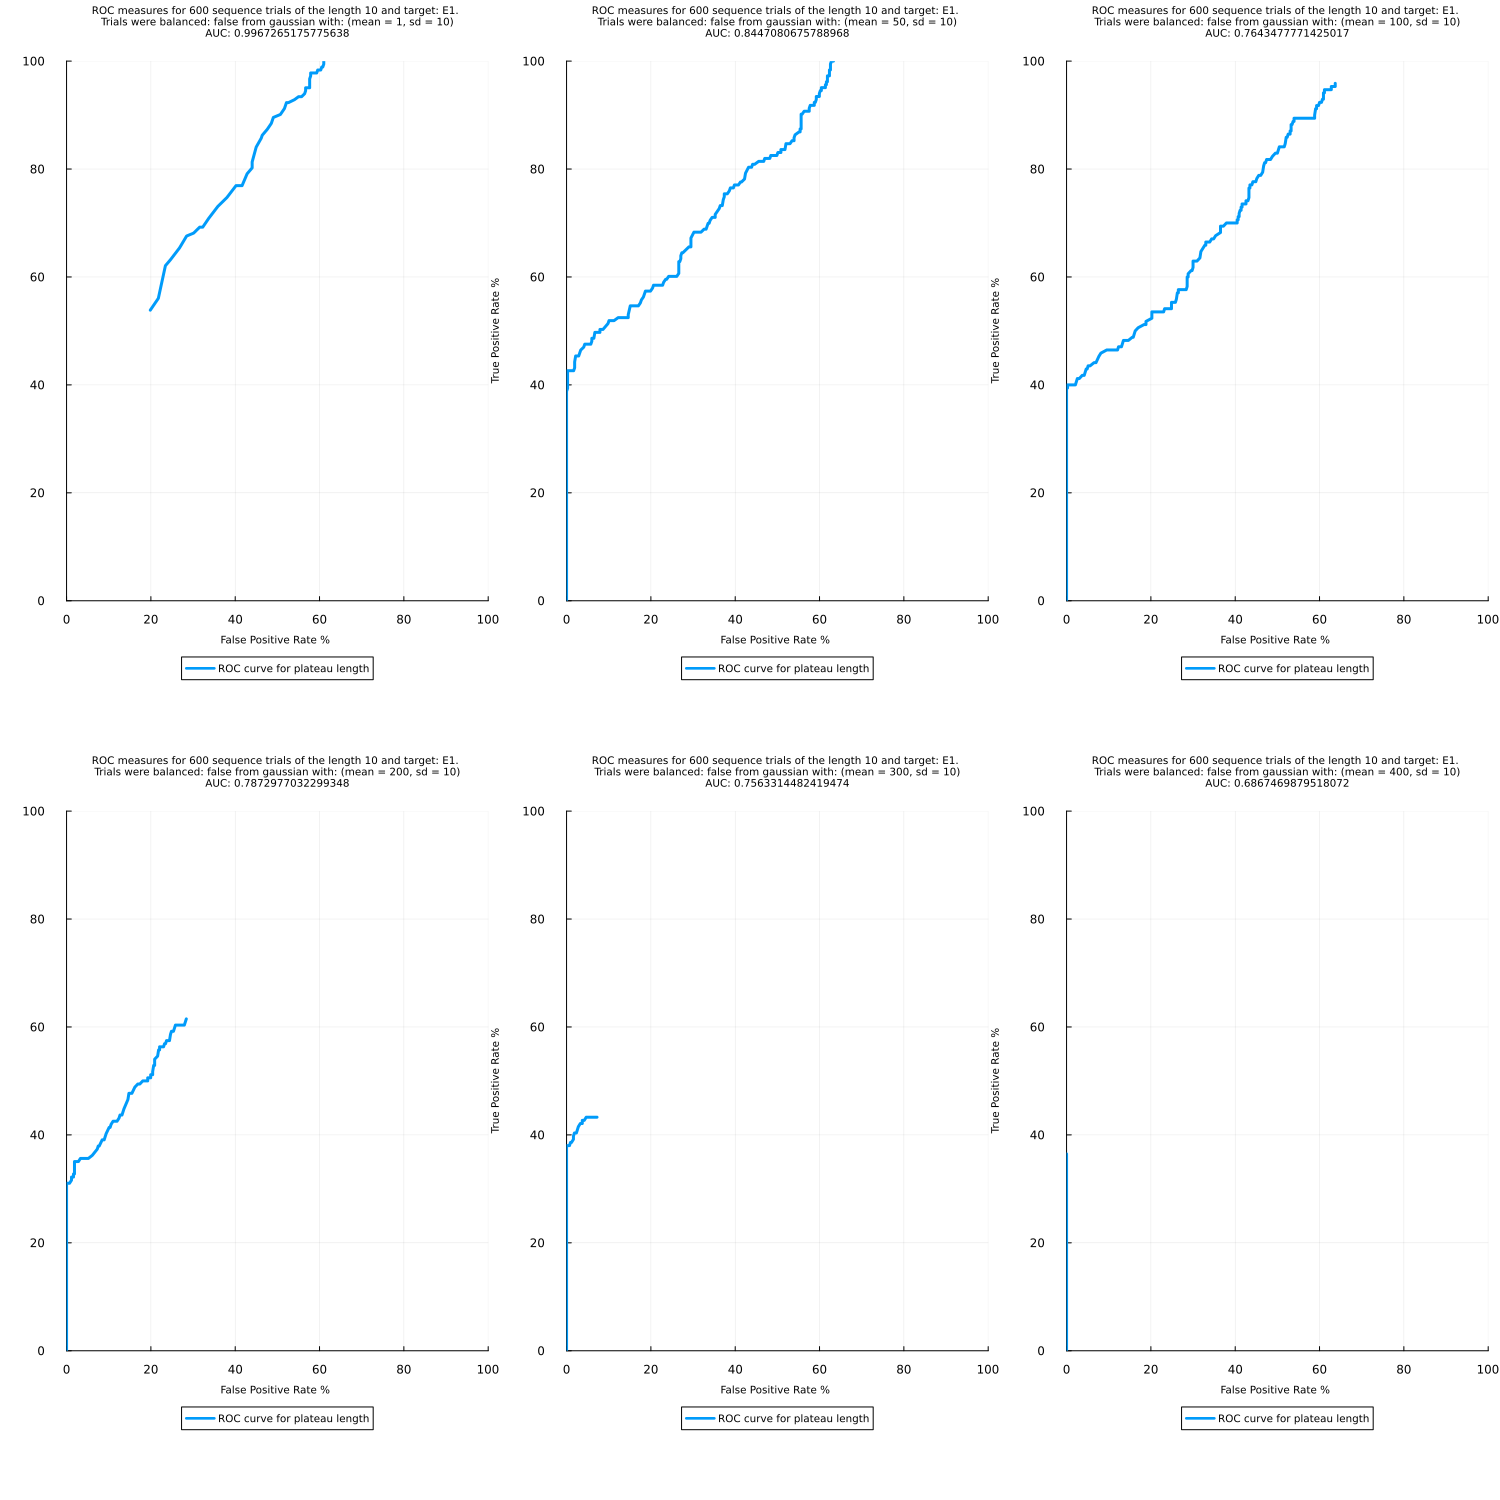 ROC measures for 600 sequence trials of the length 10 and target: E1.
Trials were balanced: false from gaussian with: (mean = 1, sd = 10)
AUC: 0.9967265175775638
100
80
60
40
20
0
0 20 40 60 80 100
False Positive Rate %
ROC curve for plateau length
ROC measures for 600 sequence trials of the length 10 and target: E1.
Trials were balanced: false from gaussian with: (mean = 50, sd = 10)
AUC: 0.8447080675788968
True Positive Rate %
100
80
60
40
20
0
0 20 40 60 80 100
False Positive Rate %
ROC curve for plateau length
ROC measures for 600 sequence trials of the length 10 and target: E1.
Trials were balanced: false from gaussian with: (mean = 100, sd = 10)
AUC: 0.7643477771425017
True Positive Rate %
100
80
60
40
20
0
0 20 40 60 80 100
False Positive Rate %
ROC curve for plateau length
ROC measures for 600 sequence trials of the length 10 and target: E1.
Trials were balanced: false from gaussian with: (mean = 200, sd = 10)
AUC: 0.7872977032299348
100
80
60
40
20
0
0 20 40 60 80 100
False Positive Rate %
ROC curve for plateau length
ROC measures for 600 sequence trials of the length 10 and target: E1.
Trials were balanced: false from gaussian with: (mean = 300, sd = 10)
AUC: 0.7563314482419474
True Positive Rate %
100
80
60
40
20
0
0 20 40 60 80 100
False Positive Rate %
ROC curve for plateau length
ROC measures for 600 sequence trials of the length 10 and target: E1.
Trials were balanced: false from gaussian with: (mean = 400, sd = 10)
AUC: 0.6867469879518072
True Positive Rate %
100
80
60
40
20
0
0 20 40 60 80 100
False Positive Rate %
ROC curve for plateau length